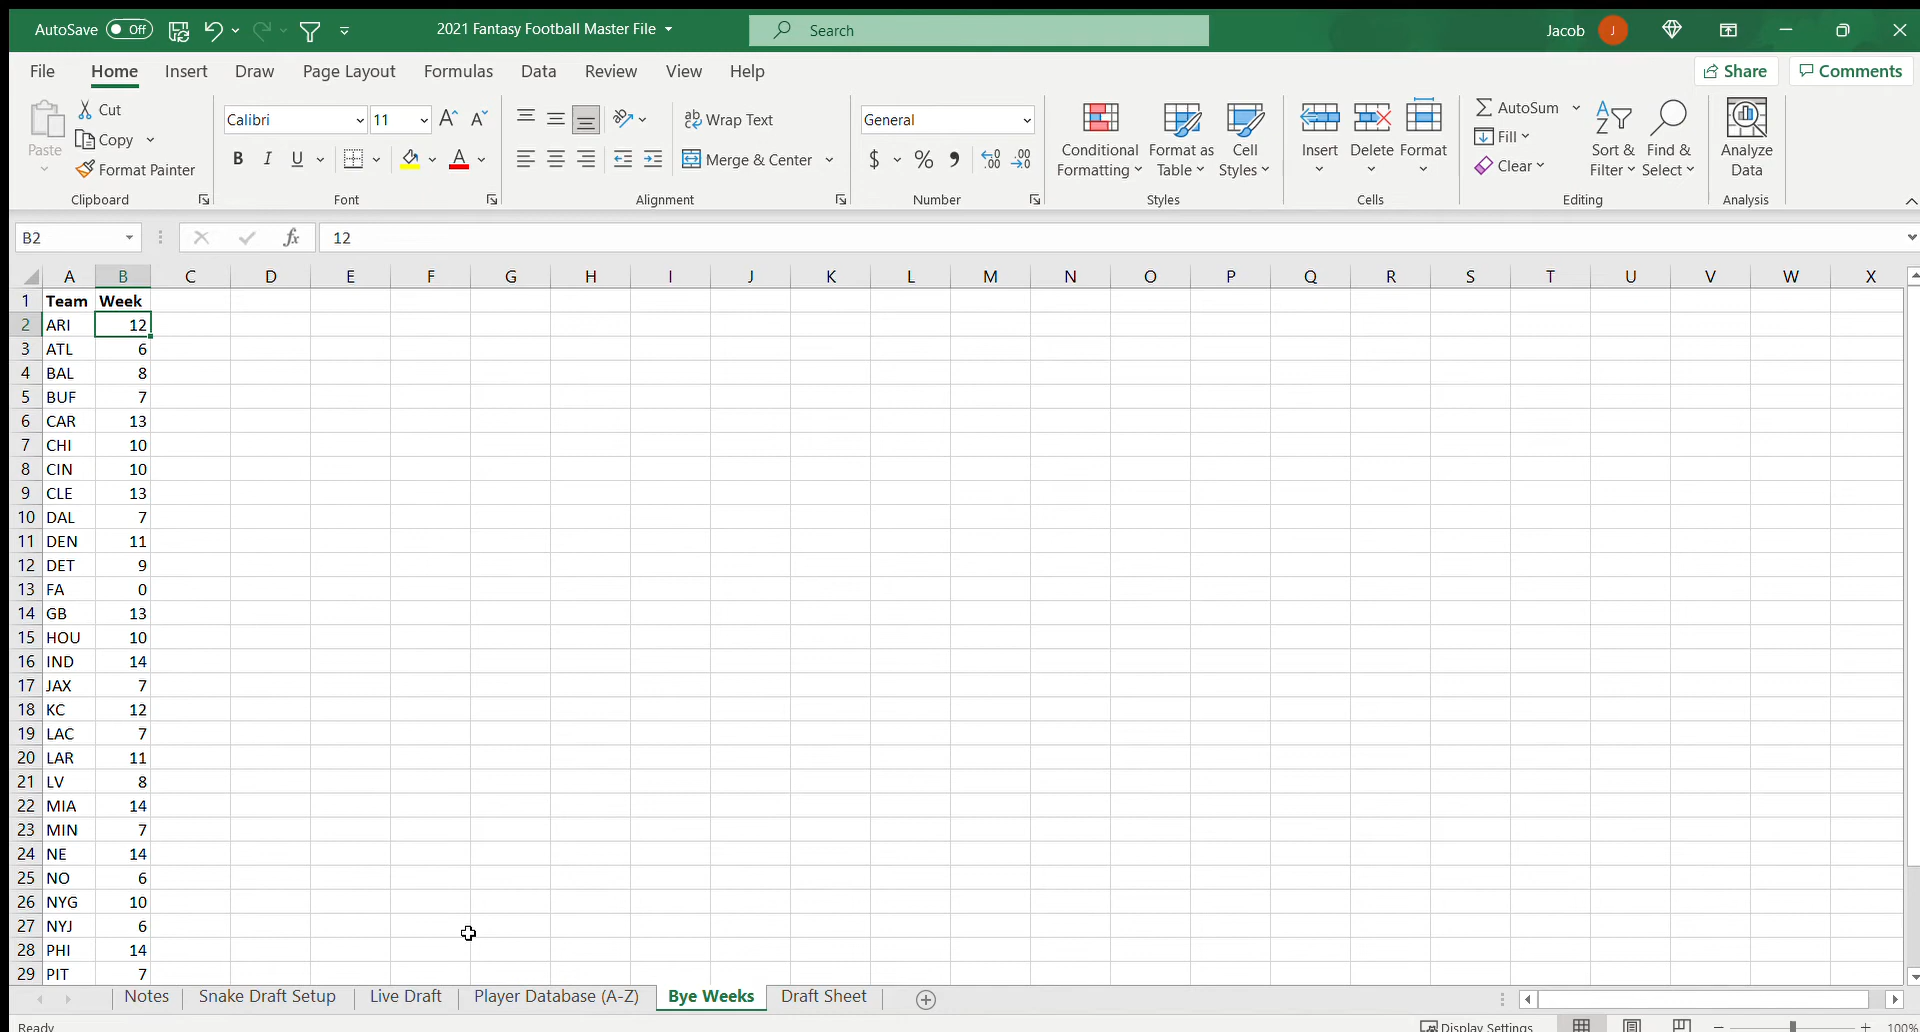 AutoSave Off 2021 Fantasy Football Master File Search Jacob J
File Home Insert Draw Page Layout Formulas Data Review View Help Share Comments
Paste Cut Copy Format Painter
Calibri 11
B I U A
Wrap Text
Merge & Center
General
$ % 9 .00 .00
Conditional Formatting Format as Table Cell Styles
Insert Delete Format
AutoSum
Fill
Clear
Sort & Filter Find & Select
Analyze Data
Clipboard Font Alignment Number Styles Cells Editing Analysis
B2 fx 12
A B C D E F G H I J K L M N O P Q R S T U V W X
1 Team Week
2 ARI 12
3 ATL 6
4 BAL 8
5 BUF 7
6 CAR 13
7 CHI 10
8 CIN 10
9 CLE 13
10 DAL 7
11 DEN 11
12 DET 9
13 FA 0
14 GB 13
15 HOU 10
16 IND 14
17 JAX 7
18 KC 12
19 LAC 7
20 LAR 11
21 LV 8
22 MIA 14
23 MIN 7
24 NE 14
25 NO 6
26 NYG 10
27 NYJ 6
28 PHI 14
29 PIT 7
Notes Snake Draft Setup Live Draft Player Database (A-Z) Bye Weeks Draft Sheet
Ready Display Settings 100%